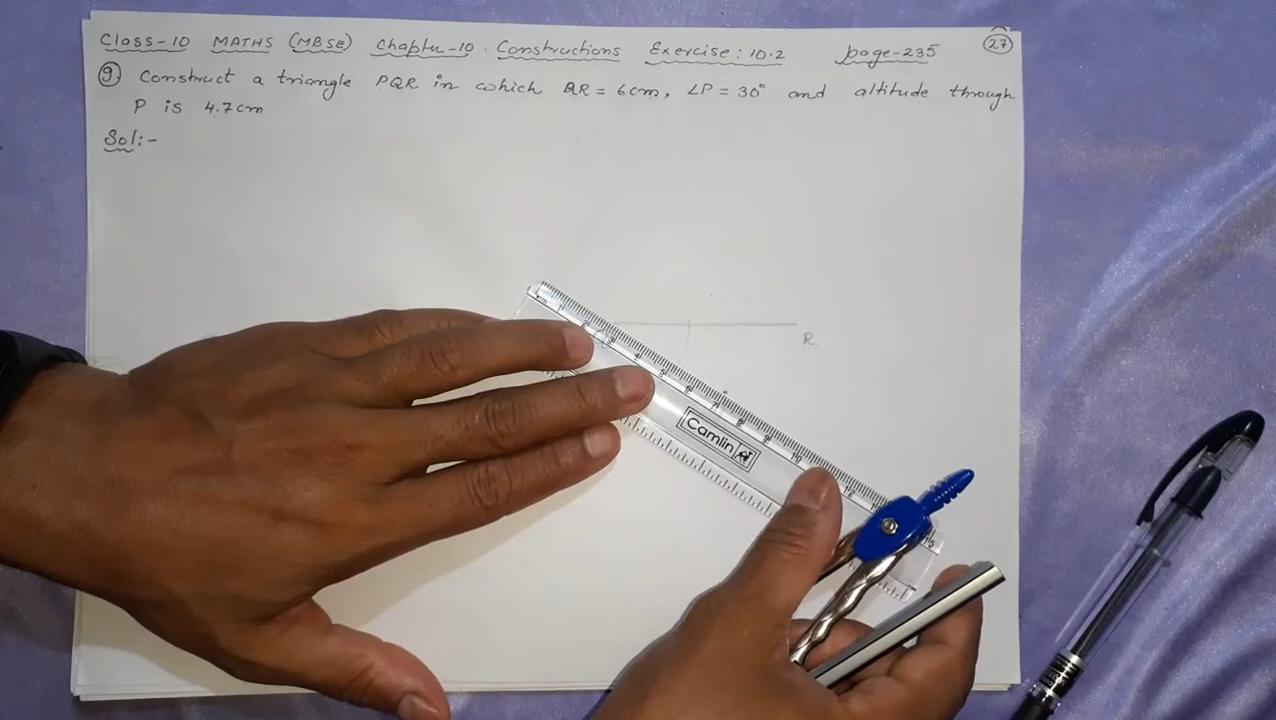 Class-10 MATHS (MBSE) Chapter-10. Constructions Exercise: 10.2 page-235 27
9. Construct a triangle PQR in which QR = 6cm, ∠P = 30° and altitude through
P is 4.7cm
Sol:-
R
Camlin